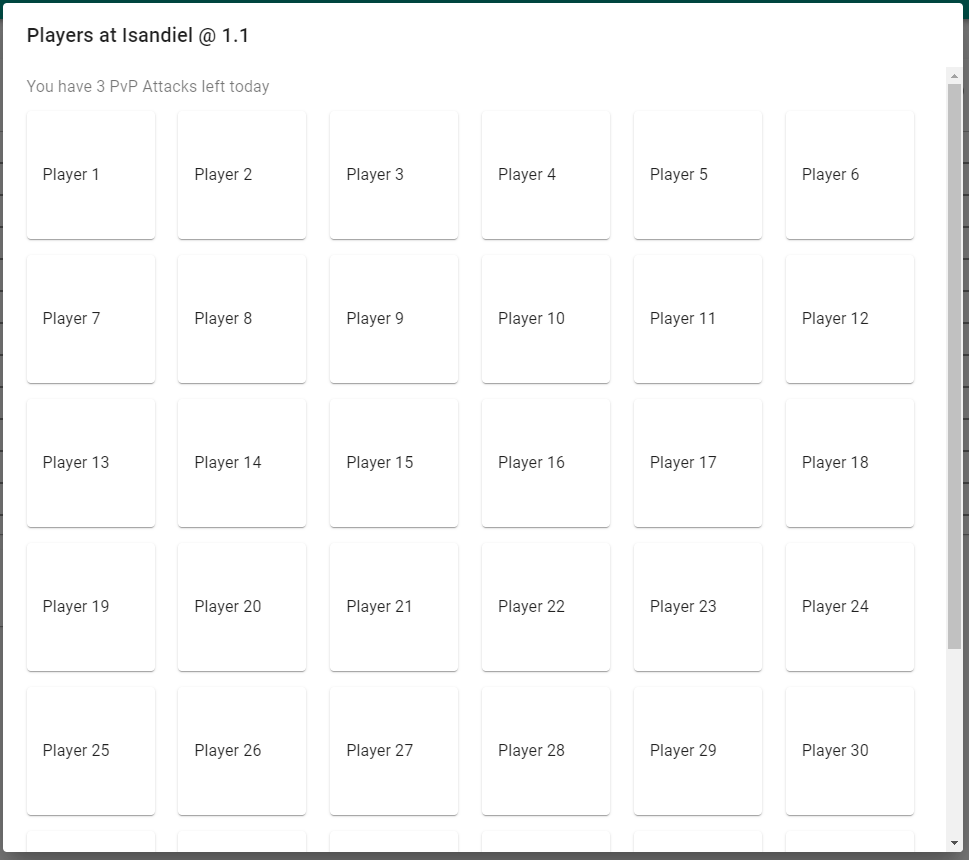 Players at Isandiel @ 1.1
You have 3 PvP Attacks left today
Player 1 Player 2 Player 3 Player 4 Player 5 Player 6
Player 7 Player 8 Player 9 Player 10 Player 11 Player 12
Player 13 Player 14 Player 15 Player 16 Player 17 Player 18
Player 19 Player 20 Player 21 Player 22 Player 23 Player 24
Player 25 Player 26 Player 27 Player 28 Player 29 Player 30